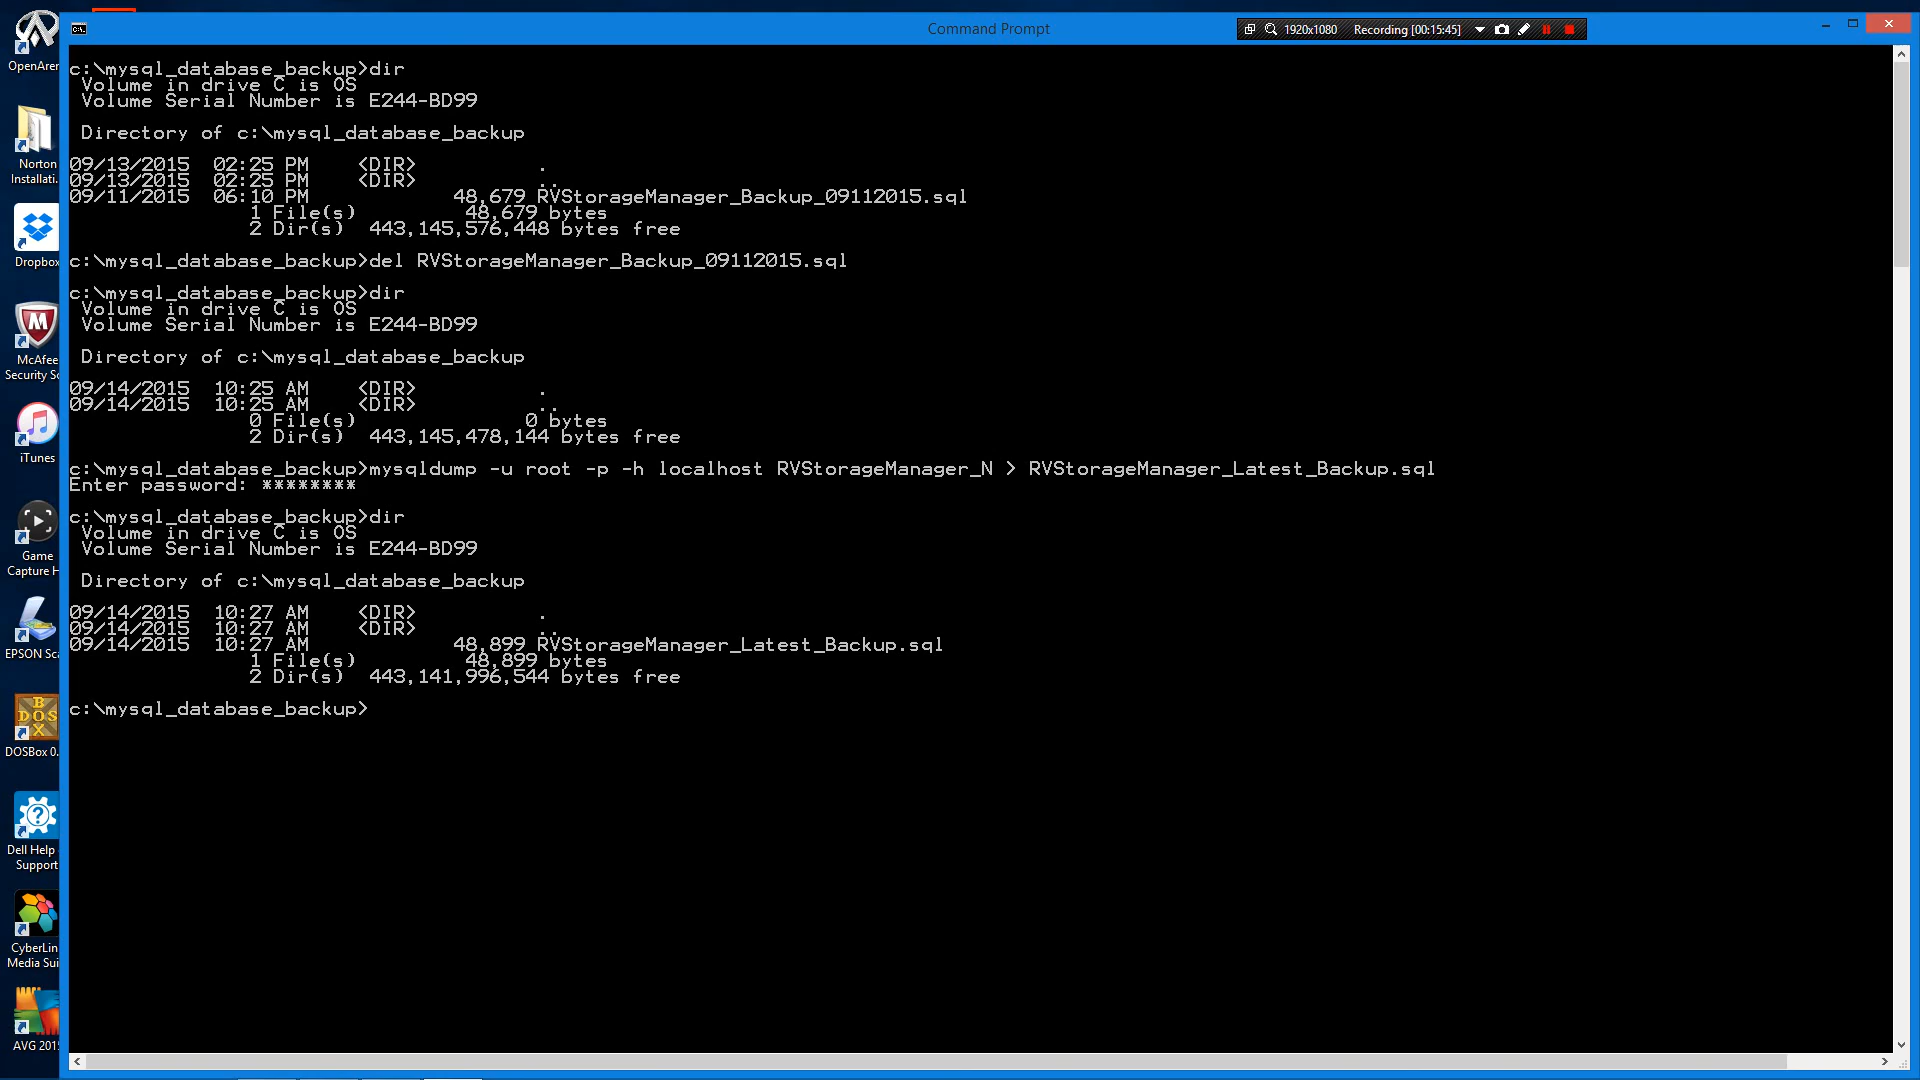 Command Prompt
1920x1080 Recording [00:15:45]
c:\mysql_database_backup>dir
Volume in drive C is OS
Volume Serial Number is E244-BD99
Directory of c:\mysql_database_backup
09/13/2015 02:25 PM <DIR> .
09/13/2015 02:25 PM <DIR> ..
09/11/2015 06:10 PM 48,679 RVStorageManager_Backup_09112015.sql
1 File(s) 48,679 bytes
2 Dir(s) 443,145,576,448 bytes free
c:\mysql_database_backup>del RVStorageManager_Backup_09112015.sql
c:\mysql_database_backup>dir
Volume in drive C is OS
Volume Serial Number is E244-BD99
Directory of c:\mysql_database_backup
09/14/2015 10:25 AM <DIR> .
09/14/2015 10:25 AM <DIR> ..
0 File(s) 0 bytes
2 Dir(s) 443,145,478,144 bytes free
c:\mysql_database_backup>mysqldump -u root -p -h localhost RVStorageManager_N > RVStorageManager_Latest_Backup.sql
Enter password: ********
c:\mysql_database_backup>dir
Volume in drive C is OS
Volume Serial Number is E244-BD99
Directory of c:\mysql_database_backup
09/14/2015 10:27 AM <DIR> .
09/14/2015 10:27 AM <DIR> ..
09/14/2015 10:27 AM 48,899 RVStorageManager_Latest_Backup.sql
1 File(s) 48,899 bytes
2 Dir(s) 443,141,996,544 bytes free
c:\mysql_database_backup>
OpenAren
Norton
Installati..
Dropbox
McAfee
Security Sc
iTunes
Game
Capture H
EPSON Sca
BOX
DOS
DOSBox 0.
Dell Help
Support
CyberLin
Media Sui
AVG 201